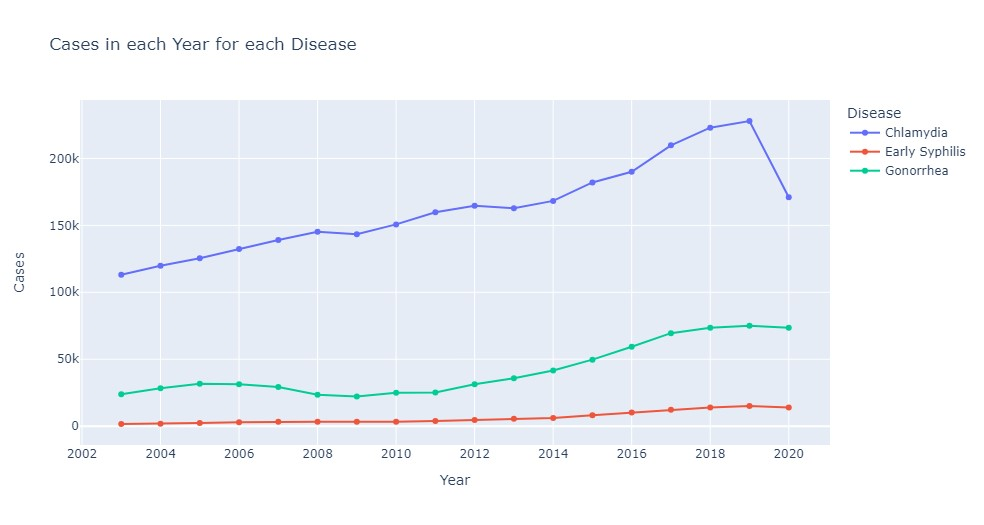 Cases in each Year for each Disease
Disease
Chlamydia
Early Syphilis
Gonorrhea
200k
150k
100k
50k
0
Cases
2002 2004 2006 2008 2010 2012 2014 2016 2018 2020
Year